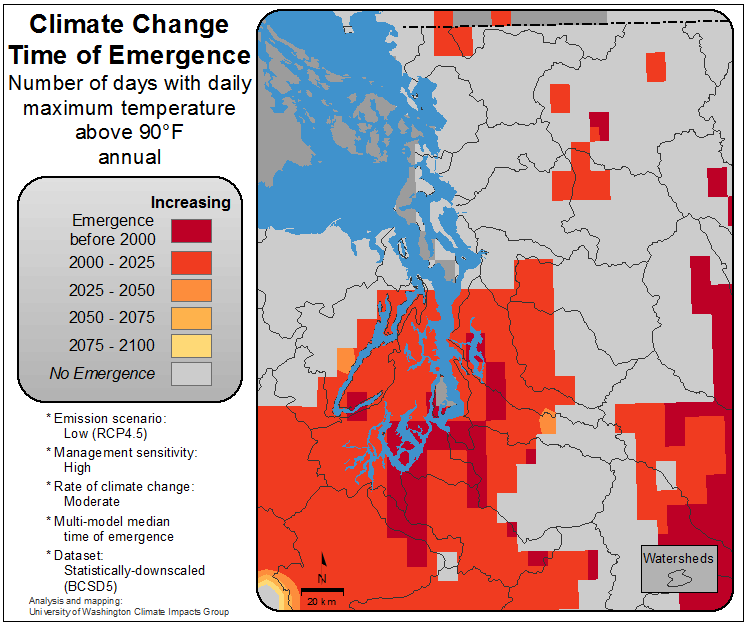 Climate Change
Time of Emergence
Number of days with daily
maximum temperature
above 90°F
annual
Increasing
Emergence
before 2000
2000 - 2025
2025 - 2050
2050 - 2075
2075 - 2100
No Emergence
* Emission scenario:
Low (RCP4.5)
* Management sensitivity:
High
* Rate of climate change:
Moderate
* Multi-model median
time of emergence
* Dataset:
Statistically-downscaled
(BCSD5)
Analysis and mapping:
University of Washington Climate Impacts Group
N
20 km
Watersheds